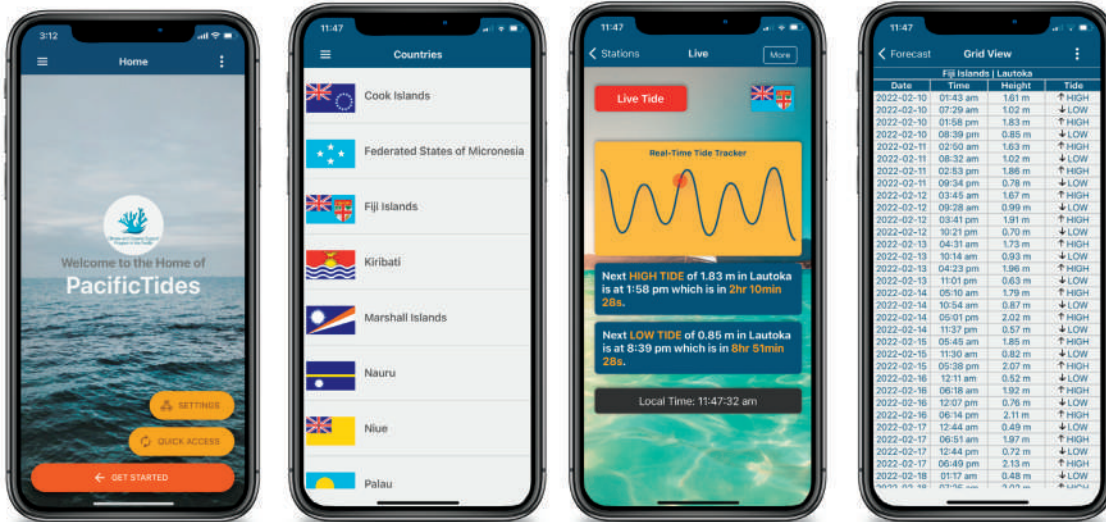 3:12
Home
Welcome to the Home of
PacificTides
SETTINGS
QUICK ACCESS
GET STARTED
11:47
Countries
Cook Islands
Federated States of Micronesia
Fiji Islands
Kiribati
Marshall Islands
Nauru
Niue
Palau
11:47
Stations
Live
More
Live Tide
Real-Time Tide Tracker
Next HIGH TIDE of 1.83 m in Lautoka
is at 1:58 pm which is in 2hr 10min
28s.
Next LOW TIDE of 0.85 m in Lautoka
is at 8:39 pm which is in 8hr 51min
28s.
Local Time: 11:47:32 am
11:47
Forecast
Grid View
Fiji Islands | Lautoka
Date Time Height Tide
2022-02-10 01:43 am 1.61 m ↑HIGH
2022-02-10 07:29 am 1.02 m ↓LOW
2022-02-10 01:58 pm 1.83 m ↑HIGH
2022-02-10 08:39 pm 0.85 m ↓LOW
2022-02-11 02:50 am 1.63 m ↑HIGH
2022-02-11 08:32 am 1.02 m ↓LOW
2022-02-11 02:53 pm 1.86 m ↑HIGH
2022-02-11 09:34 pm 0.78 m ↓LOW
2022-02-12 03:45 am 1.67 m ↑HIGH
2022-02-12 09:28 am 0.99 m ↓LOW
2022-02-12 03:41 pm 1.91 m ↑HIGH
2022-02-12 10:21 pm 0.70 m ↓LOW
2022-02-13 04:31 am 1.73 m ↑HIGH
2022-02-13 10:14 am 0.93 m ↓LOW
2022-02-13 04:23 pm 1.96 m ↑HIGH
2022-02-13 11:01 pm 0.63 m ↓LOW
2022-02-14 05:10 am 1.79 m ↑HIGH
2022-02-14 10:54 am 0.87 m ↓LOW
2022-02-14 05:01 pm 2.02 m ↑HIGH
2022-02-14 11:37 pm 0.57 m ↓LOW
2022-02-15 05:45 am 1.85 m ↑HIGH
2022-02-15 11:30 am 0.82 m ↓LOW
2022-02-15 05:38 pm 2.07 m ↑HIGH
2022-02-16 12:11 am 0.52 m ↓LOW
2022-02-16 06:18 am 1.92 m ↑HIGH
2022-02-16 12:07 pm 0.76 m ↓LOW
2022-02-16 06:14 pm 2.11 m ↑HIGH
2022-02-17 12:44 am 0.49 m ↓LOW
2022-02-17 06:51 am 1.97 m ↑HIGH
2022-02-17 12:44 pm 0.72 m ↓LOW
2022-02-17 06:49 pm 2.13 m ↑HIGH
2022-02-18 01:17 am 0.48 m ↓LOW